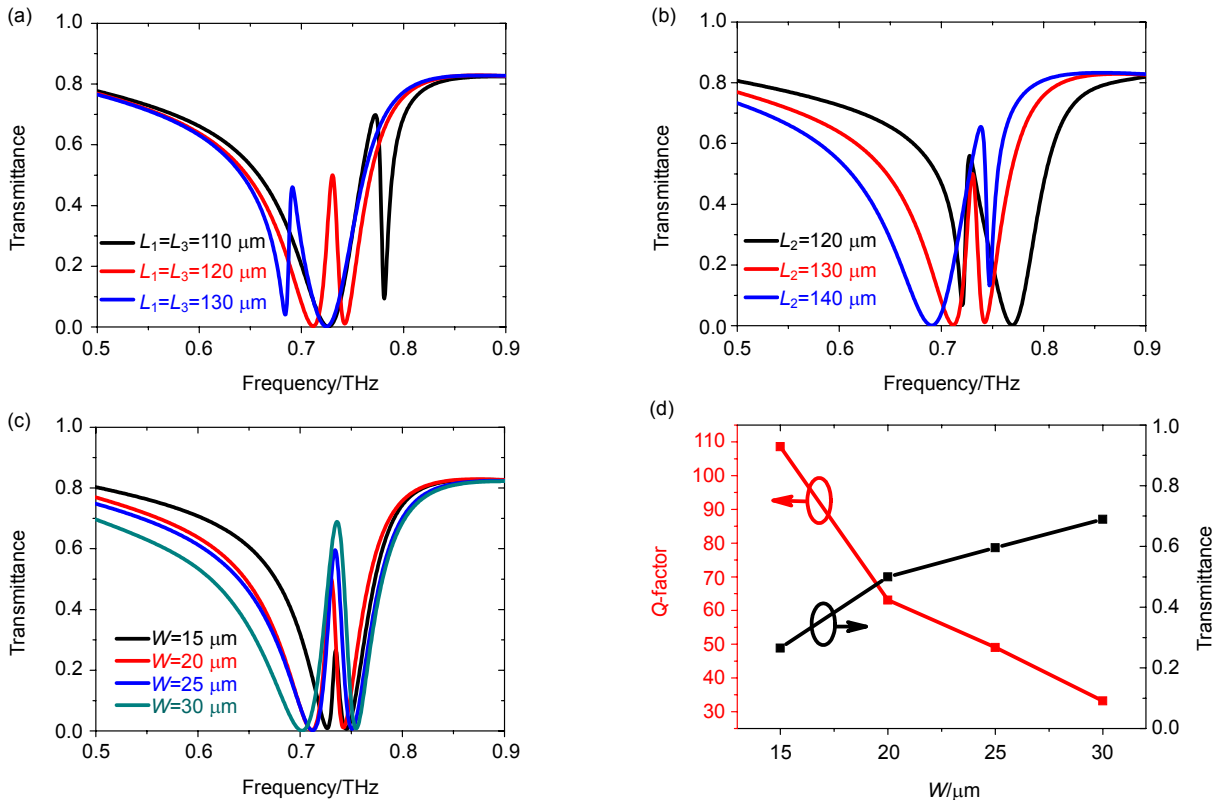 (a)
1.0
0.8
0.6
0.4
0.2
0.0
Transmittance
L₁=L₃=110 μm
L₁=L₃=120 μm
L₁=L₃=130 μm
0.5 0.6 0.7 0.8 0.9
Frequency/THz
(b)
1.0
0.8
0.6
0.4
0.2
0.0
Transmittance
L₂=120 μm
L₂=130 μm
L₂=140 μm
0.5 0.6 0.7 0.8 0.9
Frequency/THz
(c)
1.0
0.8
0.6
0.4
0.2
0.0
Transmittance
W=15 μm
W=20 μm
W=25 μm
W=30 μm
0.5 0.6 0.7 0.8 0.9
Frequency/THz
(d)
110
100
90
80
70
60
50
40
30
Q-factor
1.0
0.8
0.6
0.4
0.2
0.0
Transmittance
15 20 25 30
W/μm